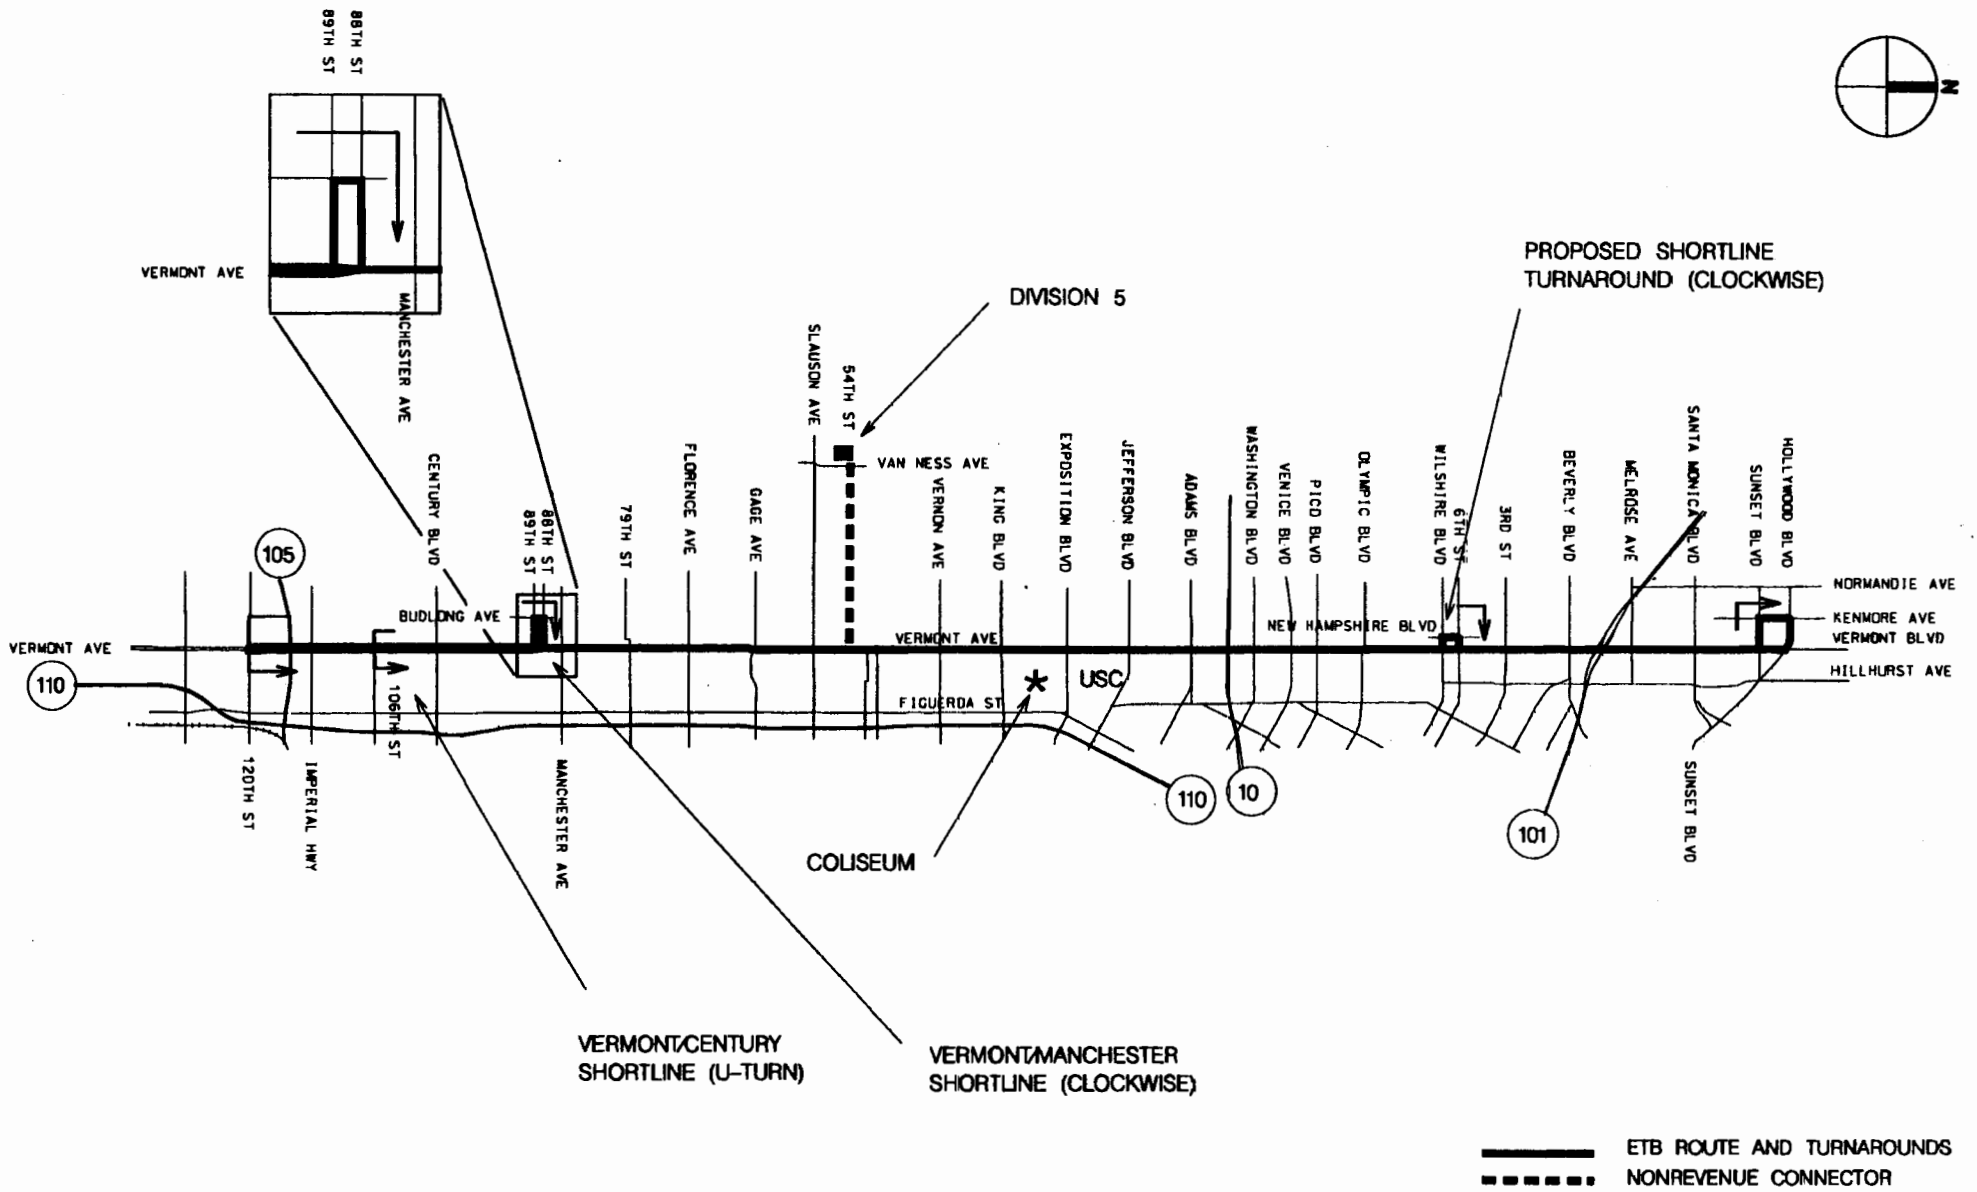 89TH ST
88TH ST
N
VERMONT AVE
MANCHESTER AVE
PROPOSED SHORTLINE
TURNAROUND (CLOCKWISE)
DIVISION 5
SLAUSON AVE
54TH ST
VAN NESS AVE
CENTURY BLVD
89TH ST
88TH ST
79TH ST
FLORENCE AVE
GAGE AVE
VERNON AVE
KING BLVD
EXPOSITION BLVD
JEFFERSON BLVD
ADAMS BLVD
WASHINGTON BLVD
VENICE BLVD
PICO BLVD
OLYMPIC BLVD
WILSHIRE BLVD
6TH ST
3RD ST
BEVERLY BLVD
MELROSE AVE
SANTA MONICA BLVD
SUNSET BLVD
HOLLYWOOD BLVD
105
BUDLONG AVE
NORMANDIE AVE
KENMORE AVE
NEW HAMPSHIRE BLVD
VERMONT AVE
VERMONT AVE
VERMONT BLVD
HILLHURST AVE
110
USC
FIGUEROA ST
106TH ST
120TH ST
IMPERIAL HWY
MANCHESTER AVE
110
10
101
SUNSET BLVD
COLISEUM
VERMONT/CENTURY
SHORTLINE (U-TURN)
VERMONT/MANCHESTER
SHORTLINE (CLOCKWISE)
ETB ROUTE AND TURNAROUNDS
NONREVENUE CONNECTOR